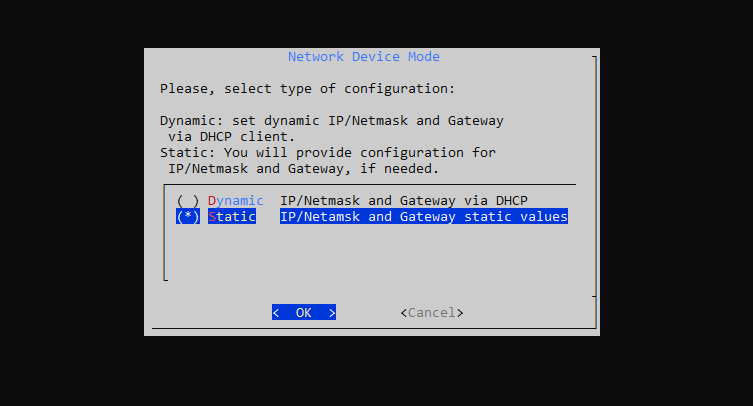 Network Device Mode
Please, select type of configuration:
Dynamic: set dynamic IP/Netmask and Gateway
via DHCP client.
Static: You will provide configuration for
IP/Netmask and Gateway, if needed.
( ) Dynamic IP/Netmask and Gateway via DHCP
(*) Static IP/Netamsk and Gateway static values
< OK > <Cancel>